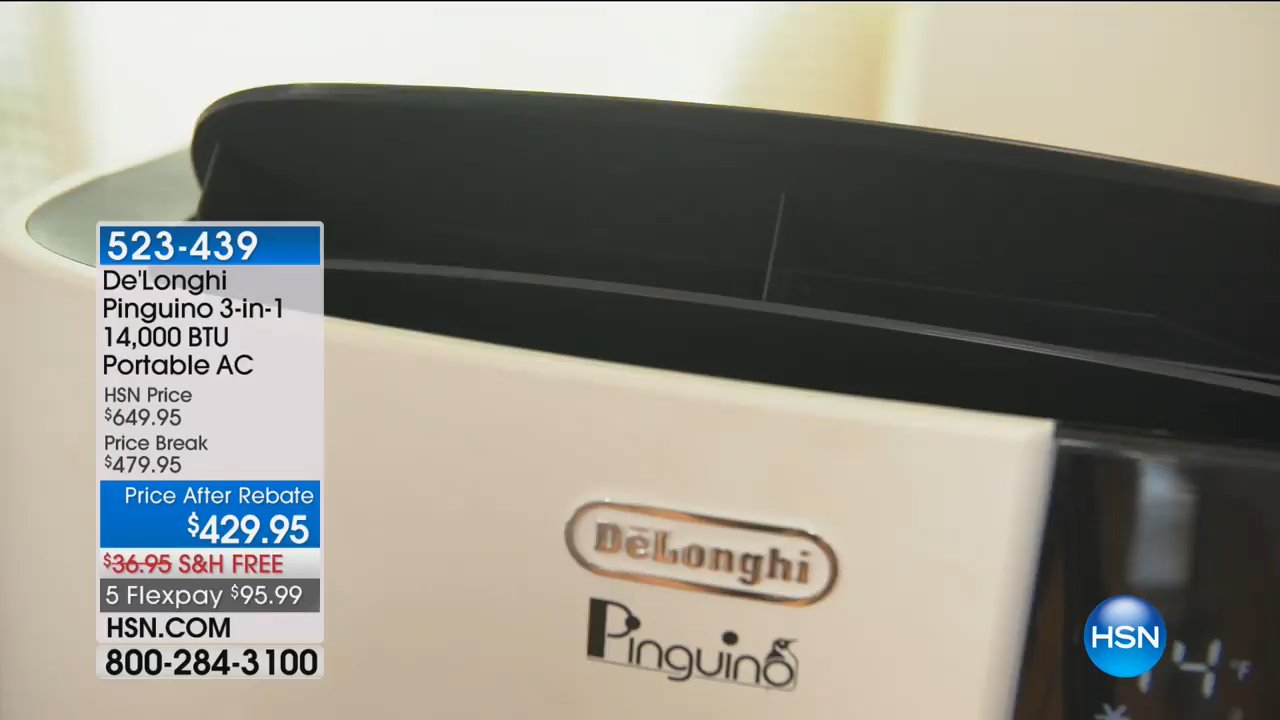 523-439
De'Longhi
Pinguino 3-in-1
14,000 BTU
Portable AC
HSN Price
$649.95
Price Break
$479.95
Price After Rebate
$429.95
$36.95 S&H FREE
5 Flexpay $95.99
HSN.COM
800-284-3100
DēLonghi
Pinguino
HSN
74°F